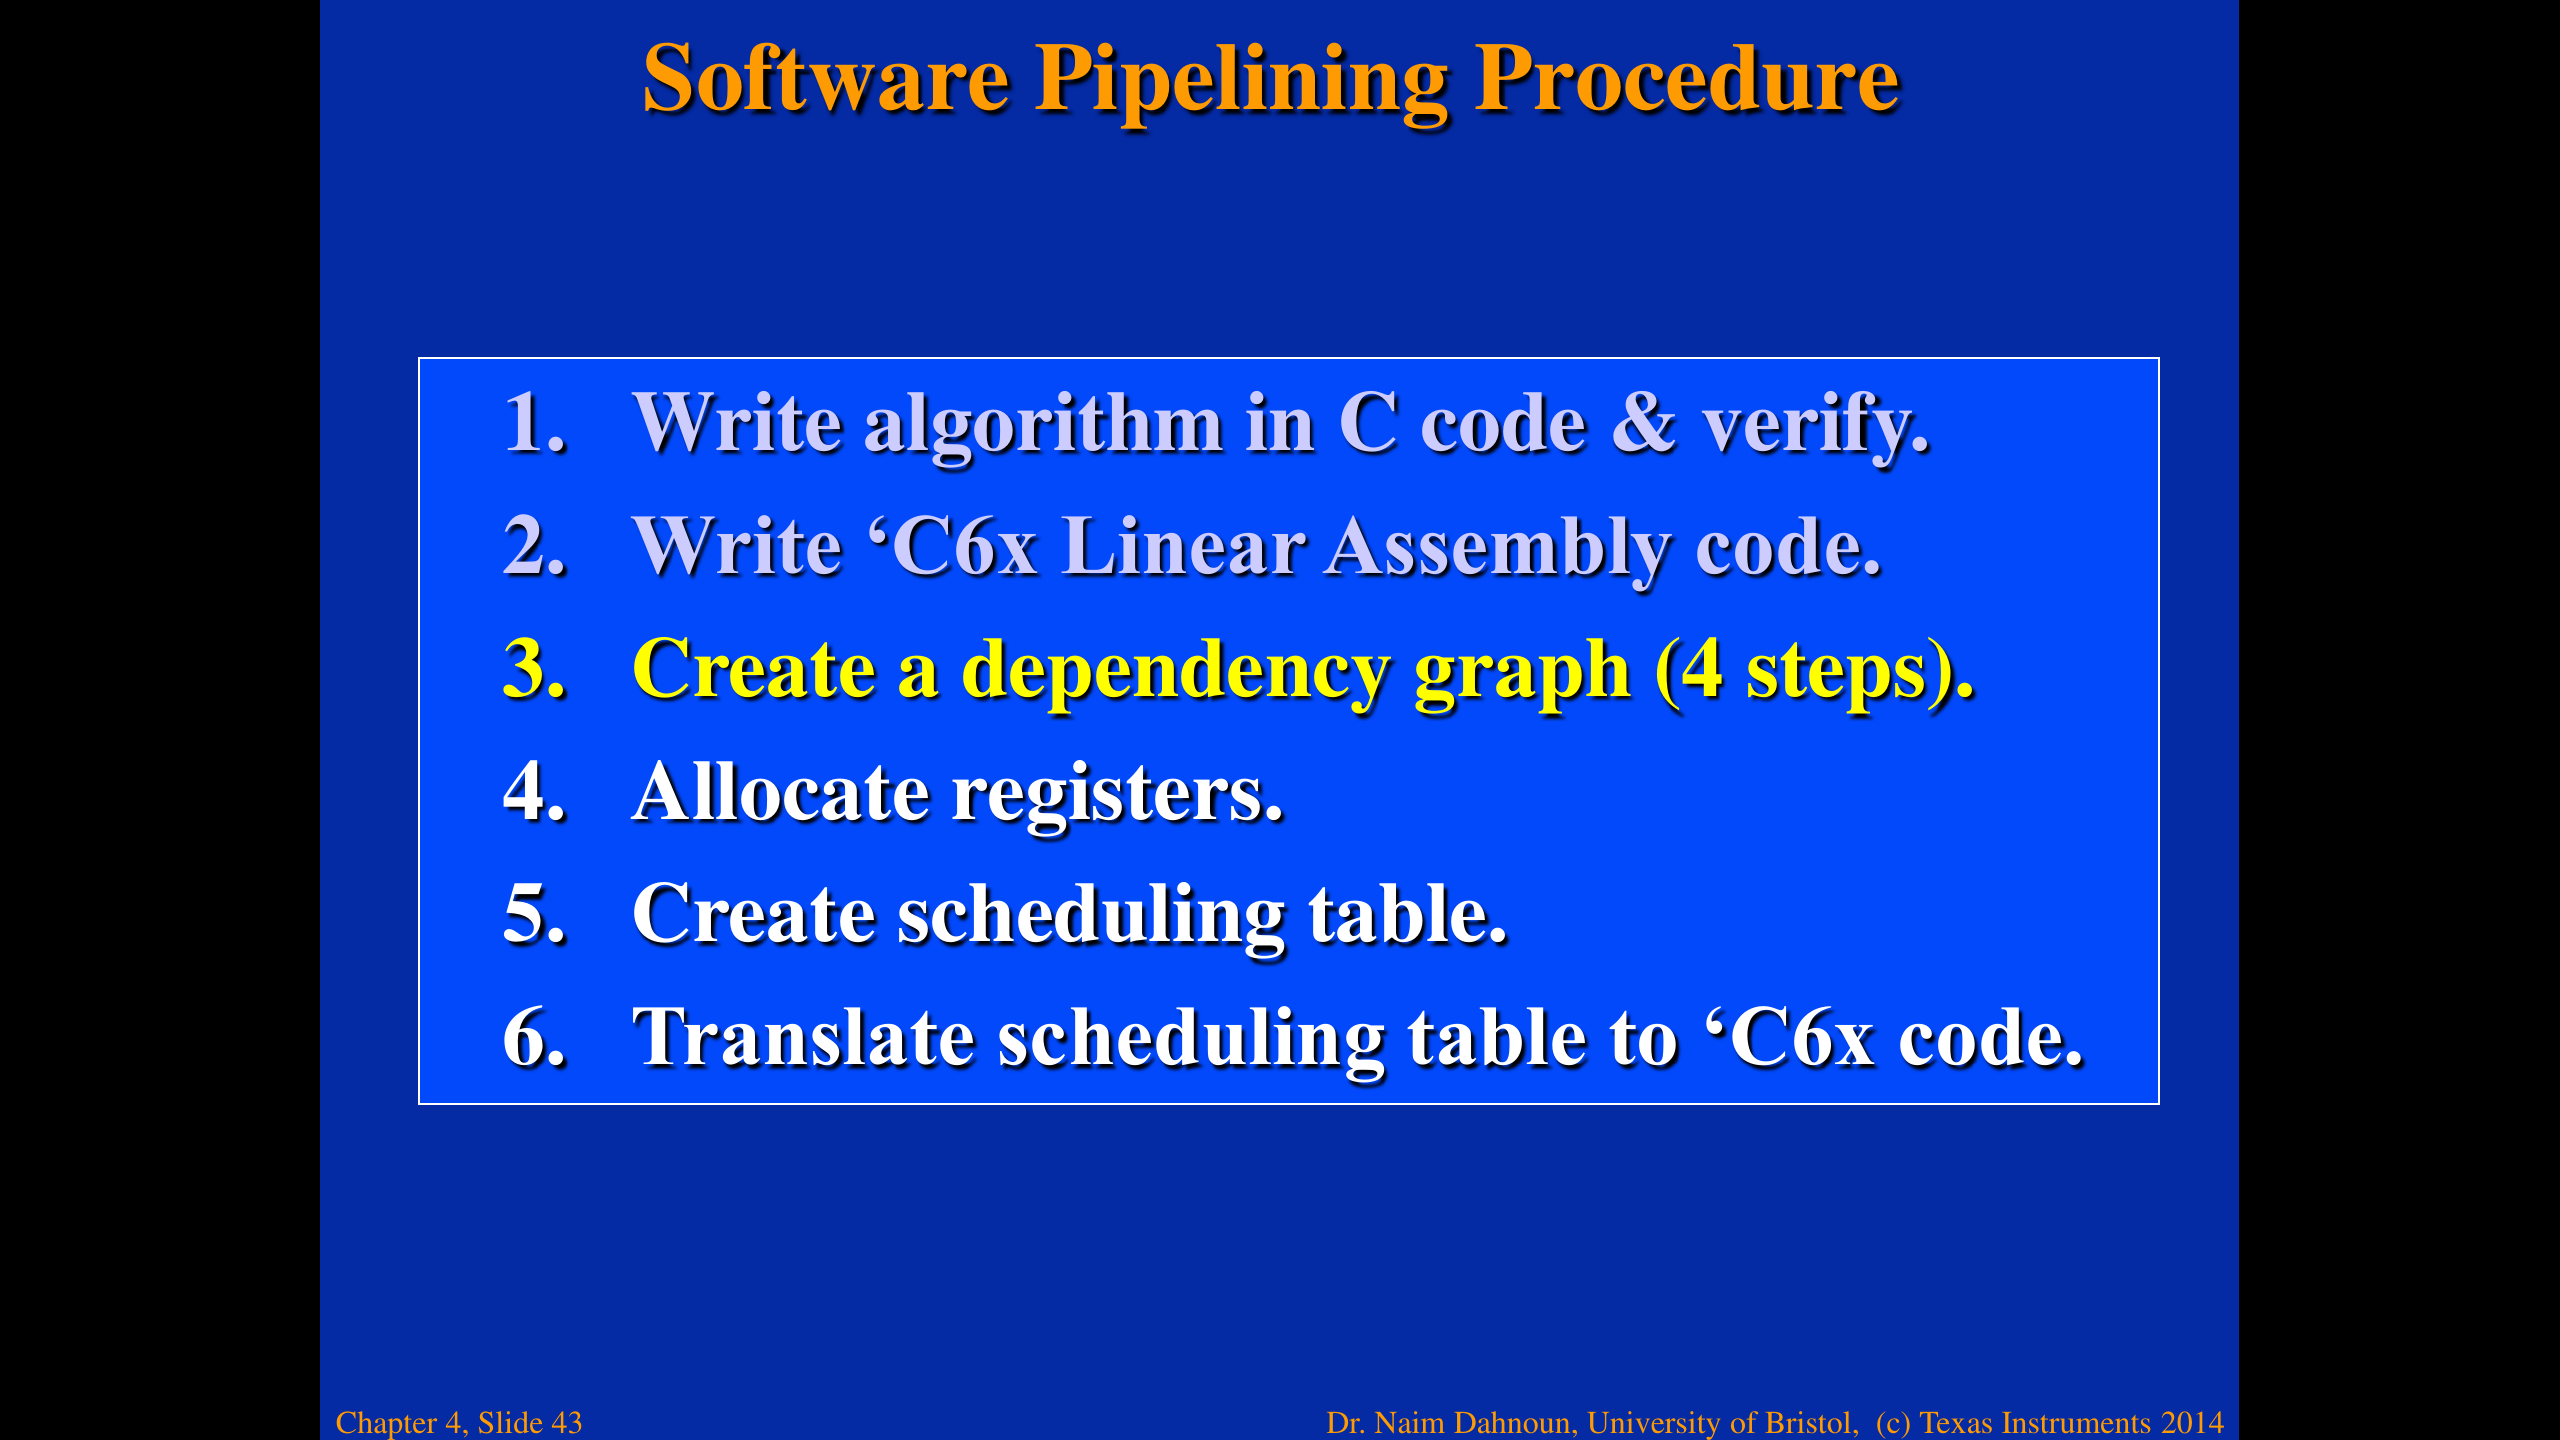 Software Pipelining Procedure
1. Write algorithm in C code & verify.
2. Write ‘C6x Linear Assembly code.
3. Create a dependency graph (4 steps).
4. Allocate registers.
5. Create scheduling table.
6. Translate scheduling table to ‘C6x code.
Chapter 4, Slide 43
Dr. Naim Dahnoun, University of Bristol, (c) Texas Instruments 2014